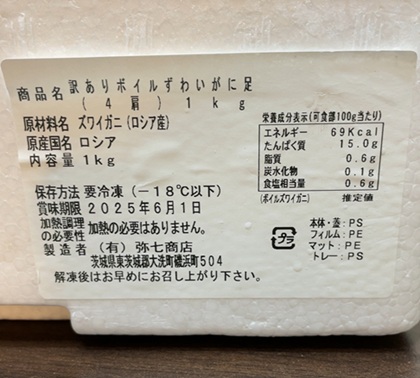 商品名 訳ありボイルずわいがに足
(4肩) 1kg
原材料名 ズワイガニ(ロシア産)
原産国名 ロシア
内容量 1kg
保存方法 要冷凍(-18℃以下)
賞味期限 2025年6月1日
加熱調理の必要性 加熱の必要はありません。
製造者 (有) 弥七商店
茨城県東茨城郡大洗町磯浜町504
解凍後はお早めにお召し上がり下さい。
栄養成分表示(可食部100g当たり)
エネルギー 69Kcal
たんぱく質 15.0g
脂質 0.6g
炭水化物 0.1g
食塩相当量 0.6g
(ボイルズワイガニ) 推定値
プラ
本体・蓋:PS
フィルム:PE
マット:PE
トレー:PS